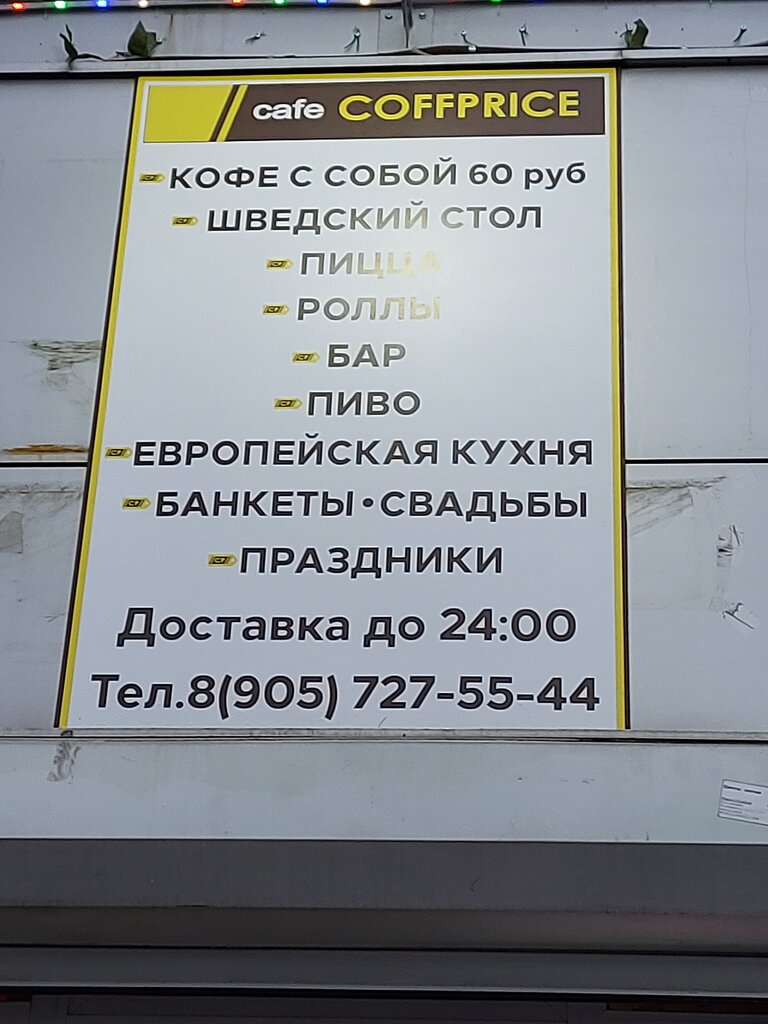 cafe COFFPRICE
КОФЕ С СОБОЙ 60 руб
ШВЕДСКИЙ СТОЛ
ПИЦЦА
РОЛЛЫ
БАР
ПИВО
ЕВРОПЕЙСКАЯ КУХНЯ
БАНКЕТЫ•СВАДЬБЫ
ПРАЗДНИКИ
Доставка до 24:00
Тел.8(905) 727-55-44